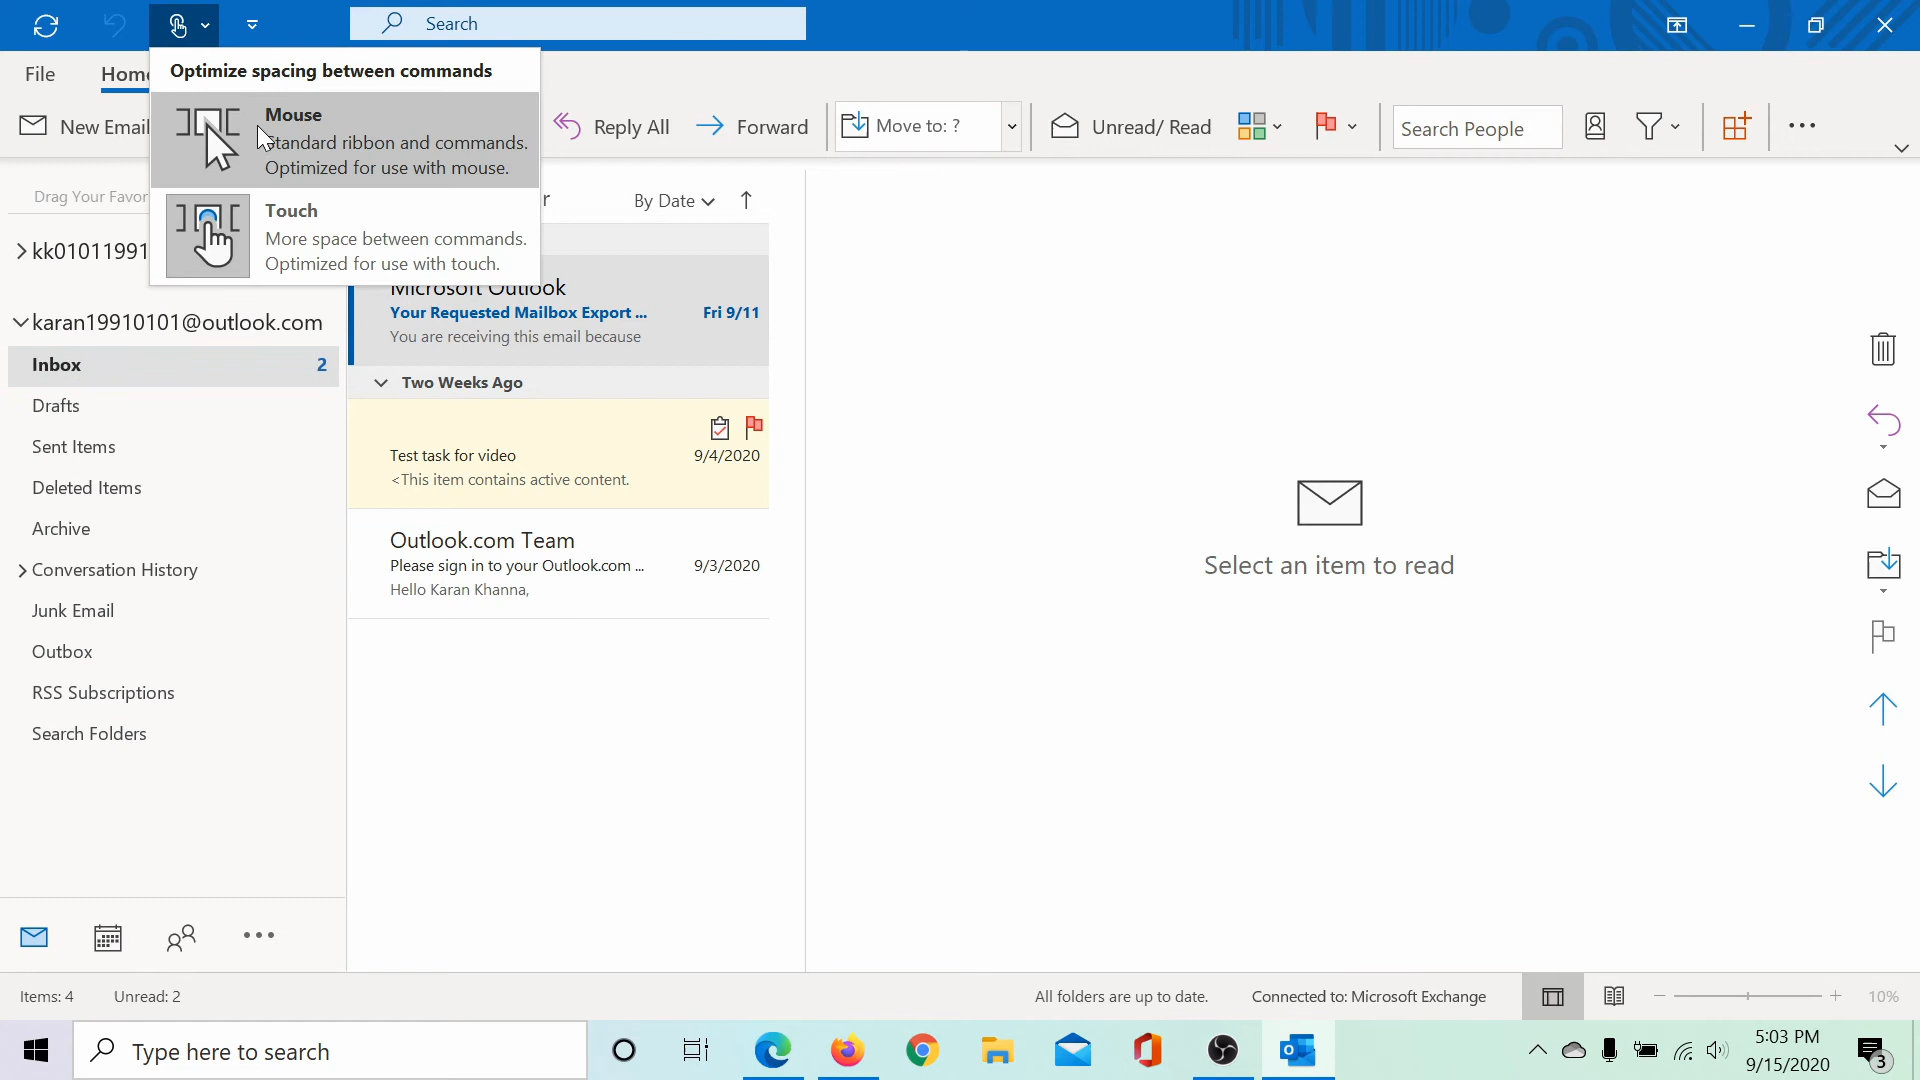 Search
File
Home
Optimize spacing between commands
Mouse
Standard ribbon and commands.
Optimized for use with mouse.
Touch
More space between commands.
Optimized for use with touch.
New Email
Reply All
Forward
Move to: ?
Unread/ Read
Search People
Drag Your Favor
kk01011991
karan19910101@outlook.com
Inbox 2
Drafts
Sent Items
Deleted Items
Archive
Conversation History
Junk Email
Outbox
RSS Subscriptions
Search Folders
By Date
Microsoft Outlook
Your Requested Mailbox Export ... Fri 9/11
You are receiving this email because
Two Weeks Ago
Test task for video 9/4/2020
<This item contains active content.
Outlook.com Team
Please sign in to your Outlook.com ... 9/3/2020
Hello Karan Khanna,
Select an item to read
Items: 4 Unread: 2
All folders are up to date. Connected to: Microsoft Exchange 10%
Type here to search
5:03 PM
9/15/2020
3